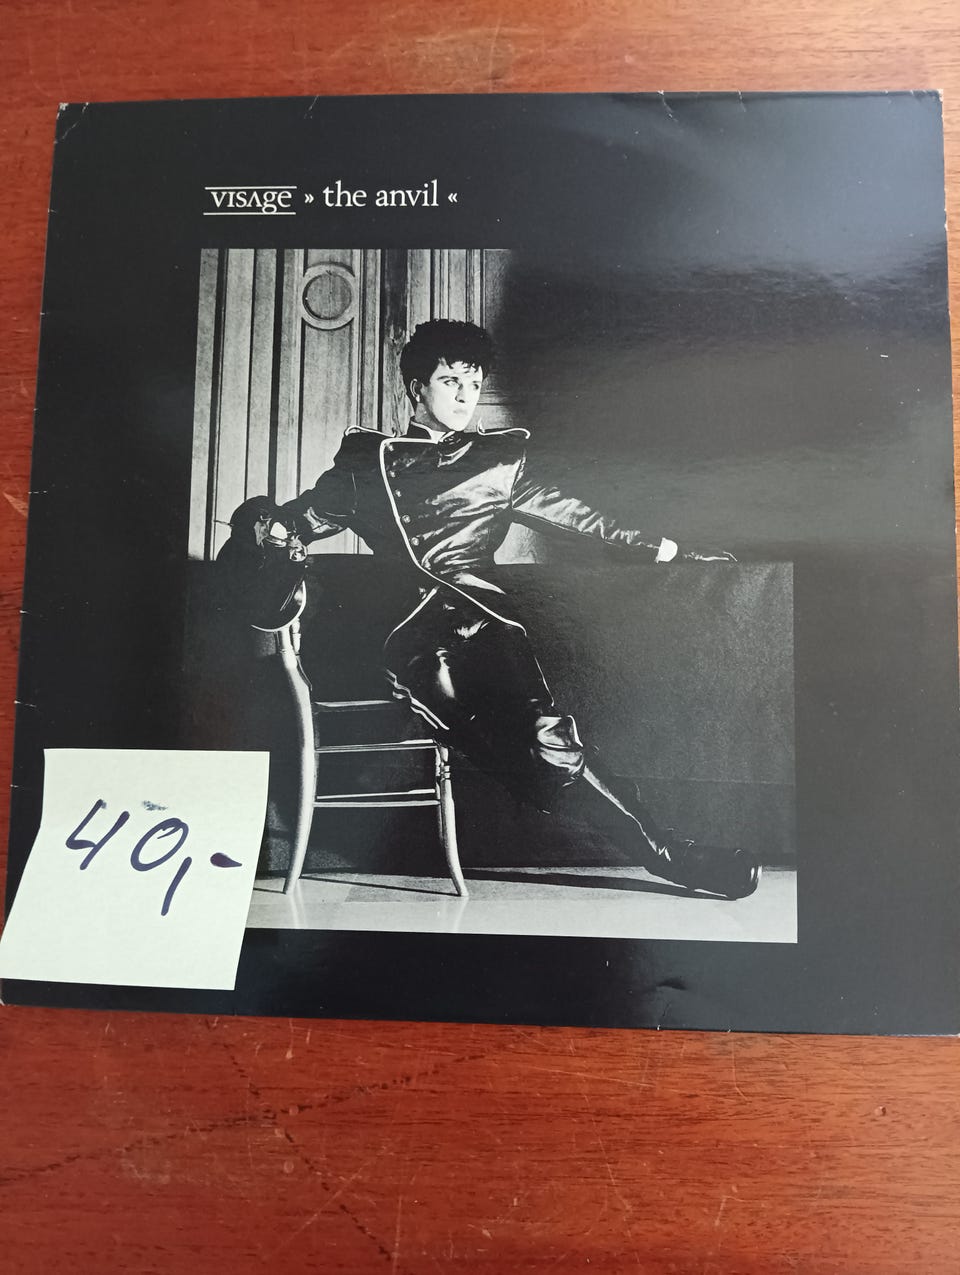 VISAGE » the anvil «
40,-